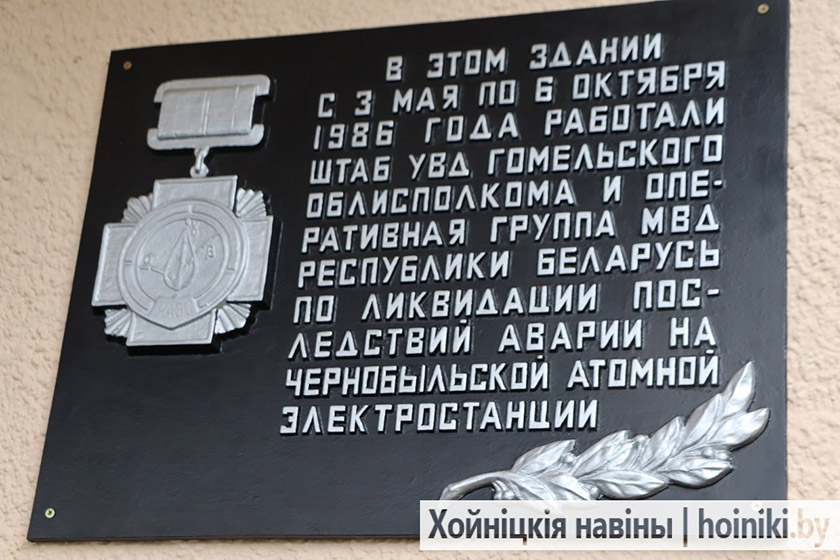 В ЭТОМ ЗДАНИИ
С 3 МАЯ ПО 6 ОКТЯБРЯ
1986 ГОДА РАБОТАЛИ
ШТАБ УВД ГОМЕЛЬСКОГО
ОБЛИСПОЛКОМА И ОПЕ-
РАТИВНАЯ ГРУППА МВД
РЕСПУБЛИКИ БЕЛАРУСЬ
ПО ЛИКВИДАЦИИ ПОС-
ЛЕДСТВИЙ АВАРИИ НА
ЧЕРНОБЫЛЬСКОЙ АТОМНОЙ
ЭЛЕКТРОСТАНЦИИ
Хойніцкія навіны | hoiniki.by